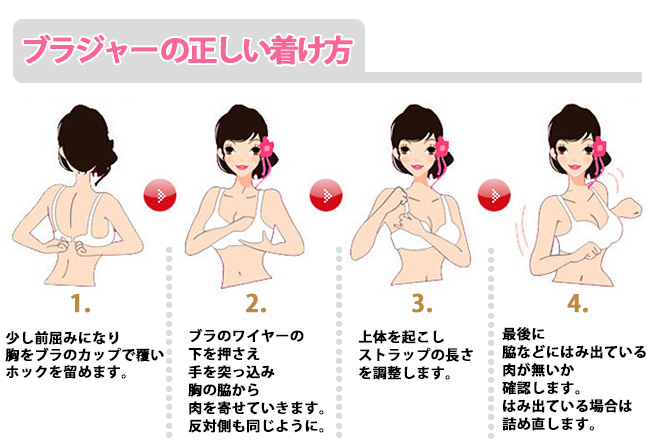 ブラジャーの正しい着け方
1.
少し前屈みになり
胸をブラのカップで覆い
ホックを留めます。
2.
ブラのワイヤーの
下を押さえ
手を突っ込み
胸の脇から
肉を寄せていきます。
反対側も同じように。
3.
上体を起こし
ストラップの長さ
を調整します。
4.
最後に
脇などにはみ出ている
肉が無いか
確認します。
はみ出ている場合は
詰め直します。